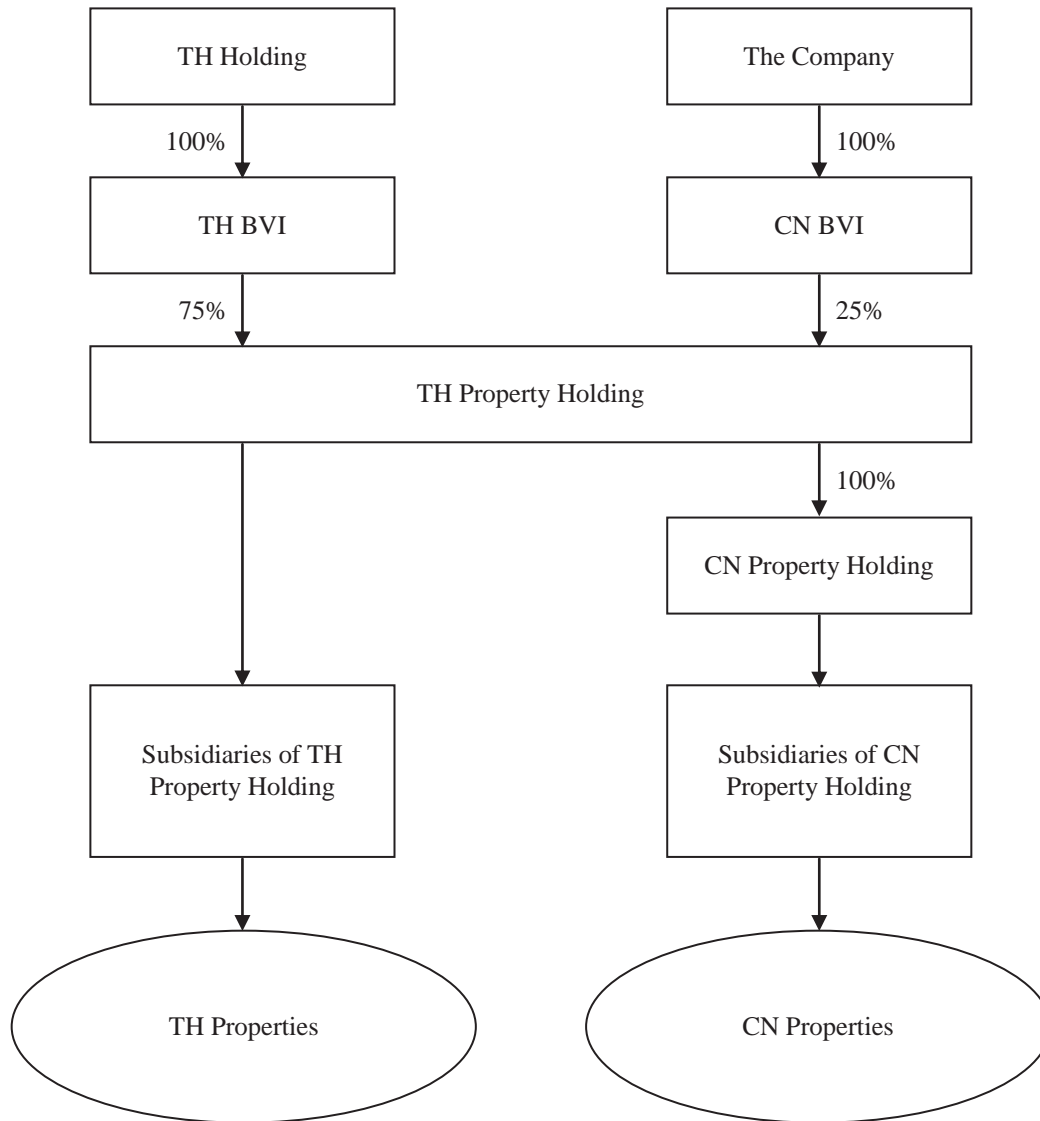 TH Holding
The Company
100%
100%
TH BVI
CN BVI
75%
25%
TH Property Holding
100%
CN Property Holding
Subsidiaries of TH
Property Holding
Subsidiaries of CN
Property Holding
TH Properties
CN Properties